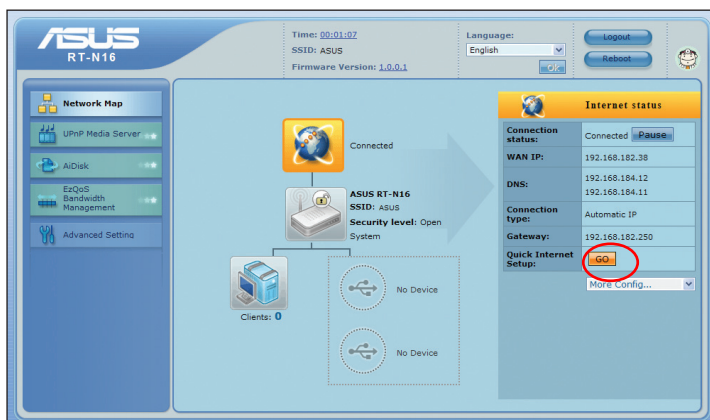 ASUS
RT-N16
Time: 00:01:07
SSID: ASUS
Firmware Version: 1.0.0.1
Language:
English
OK
Logout
Reboot
Network Map
UPnP Media Server
AiDisk
EzQoS
Bandwidth
Management
Advanced Setting
Connected
ASUS RT-N16
SSID: ASUS
Security level: Open
System
Clients: 0
No Device
No Device
Internet status
Connection
status:
Connected Pause
WAN IP: 192.168.182.38
DNS: 192.168.184.12
192.168.184.11
Connection
type:
Automatic IP
Gateway: 192.168.182.250
Quick Internet
Setup:
GO
More Config...